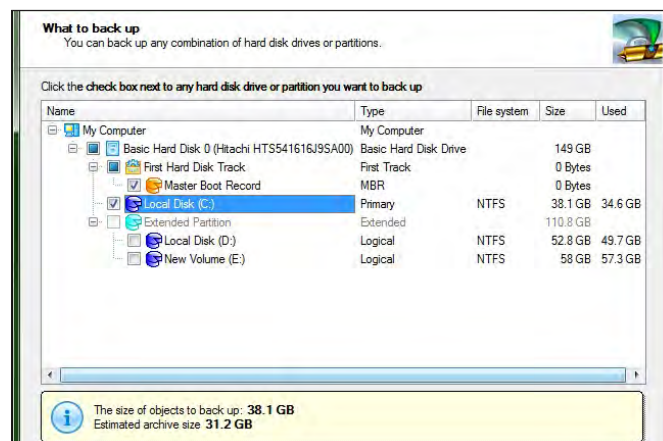 What to back up
You can back up any combination of hard disk drives or partitions.
Click the check box next to any hard disk drive or partition you want to back up
Name Type File system Size Used
My Computer My Computer
Basic Hard Disk 0 (Hitachi HTS541616J9SA00) Basic Hard Disk Drive 149 GB
First Hard Disk Track First Track 0 Bytes
Master Boot Record MBR 0 Bytes
Local Disk (C:) Primary NTFS 38.1 GB 34.6 GB
Extended Partition Extended 110.8 GB
Local Disk (D:) Logical NTFS 52.8 GB 49.7 GB
New Volume (E:) Logical NTFS 58 GB 57.3 GB
The size of objects to back up: 38.1 GB
Estimated archive size 31.2 GB